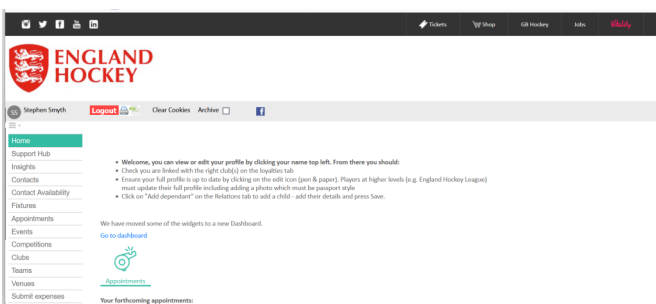 Tickets Shop GB Hockey Jobs Vitality
ENGLAND
HOCKEY
SS Stephen Smyth Logout Clear Cookies Archive
Home
Support Hub
Insights
Contacts
Contact Availability
Fixtures
Appointments
Events
Competitions
Clubs
Teams
Venues
Submit expenses
Welcome, you can view or edit your profile by clicking your name top left. From there you should:
Check you are linked with the right club(s) on the loyalties tab
Ensure your full profile is up to date by clicking on the edit icon (pen & paper). Players at higher levels (e.g. England Hockey League)
must update their full profile including adding a photo which must be passport style
Click on "Add dependant" on the Relations tab to add a child - add their details and press Save.
We have moved some of the widgets to a new Dashboard.
Go to dashboard
Appointments
Your forthcoming appointments: